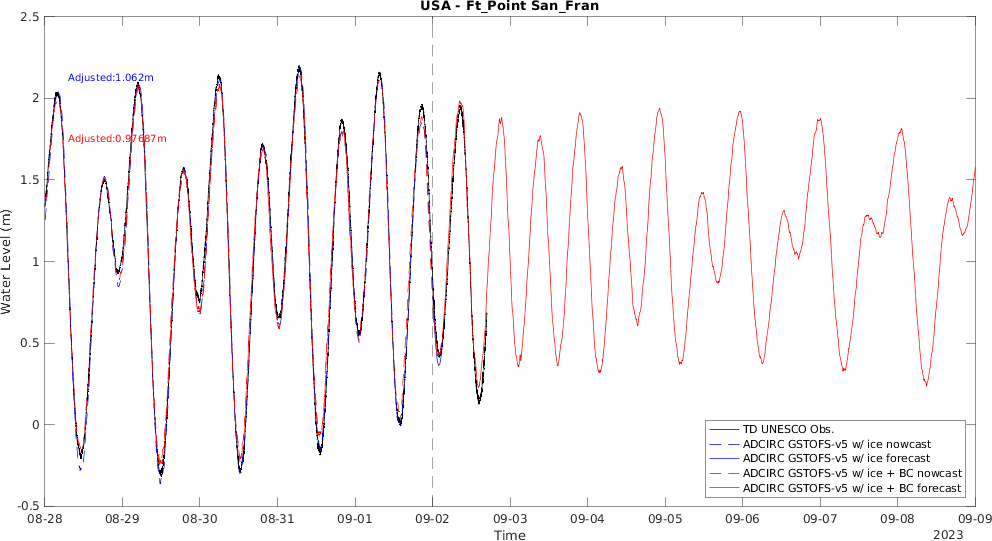 USA - Ft_Point San_Fran
2.5
2
1.5
1
0.5
0
-0.5
Water Level (m)
Adjusted:1.062m
Adjusted:0.97687m
TD UNESCO Obs.
ADCIRC GSTOFS-v5 w/ ice nowcast
ADCIRC GSTOFS-v5 w/ ice forecast
ADCIRC GSTOFS-v5 w/ ice + BC nowcast
ADCIRC GSTOFS-v5 w/ ice + BC forecast
08-28 08-29 08-30 08-31 09-01 09-02 09-03 09-04 09-05 09-06 09-07 09-08 09-09
Time
2023